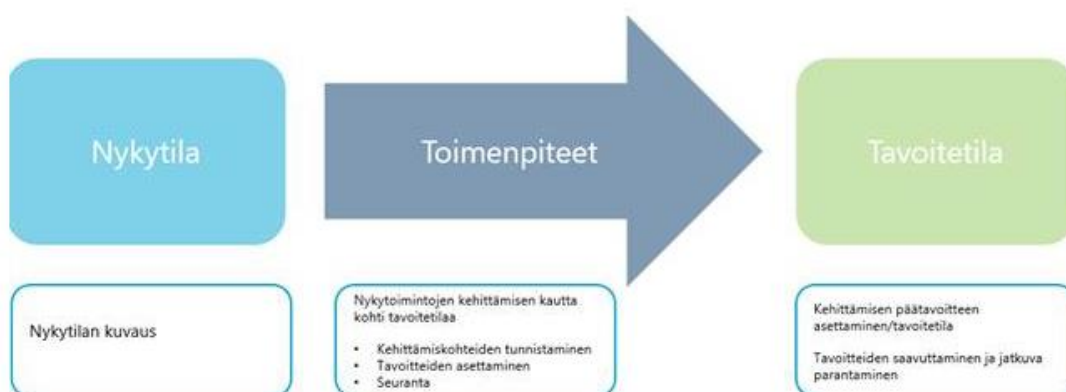 Nykytila
Toimenpiteet
Tavoitetila
Nykytilan kuvaus
Nykytoimintojen kehittämisen kautta
kohti tavoitetilaa
• Kehittämiskohteiden tunnistaminen
• Tavoitteiden asettaminen
• Seuranta
Kehittämisen päätavoitteen
asettaminen/tavoitetila
Tavoitteiden saavuttaminen ja jatkuva
parantaminen